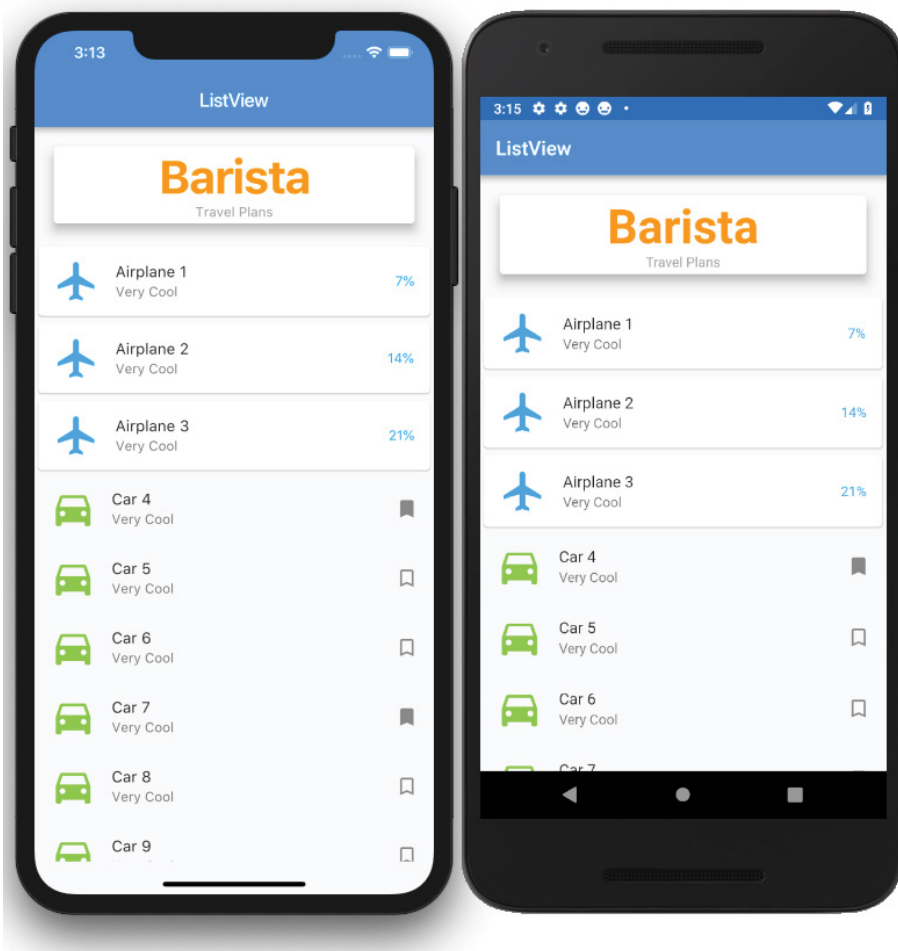 3:13
ListView
Barista
Travel Plans
Airplane 1
Very Cool
7%
Airplane 2
Very Cool
14%
Airplane 3
Very Cool
21%
Car 4
Very Cool
Car 5
Very Cool
Car 6
Very Cool
Car 7
Very Cool
Car 8
Very Cool
Car 9
3:15
ListView
Barista
Travel Plans
Airplane 1
Very Cool
7%
Airplane 2
Very Cool
14%
Airplane 3
Very Cool
21%
Car 4
Very Cool
Car 5
Very Cool
Car 6
Very Cool
Car 7